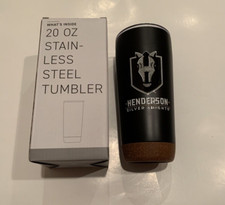 WHAT'S INSIDE
20 OZ
STAIN-
LESS
STEEL
TUMBLER
HENDERSON
SILVER KNIGHTS